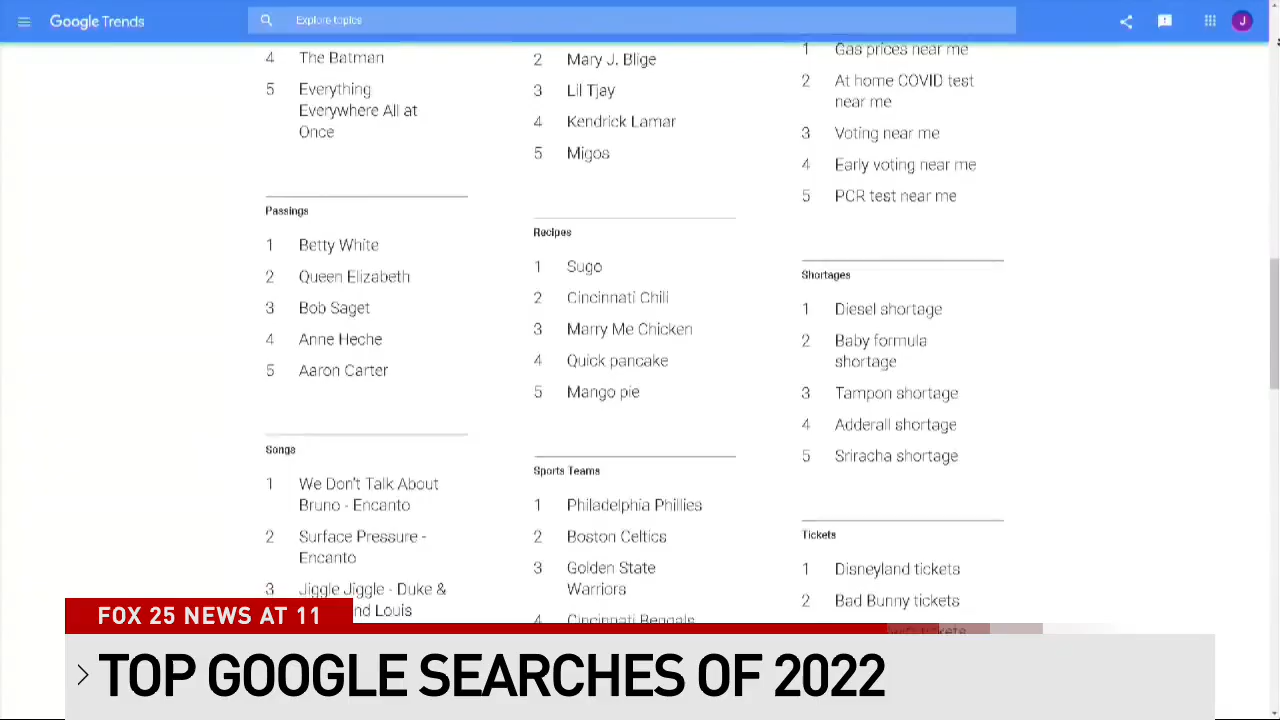 Google Trends
Explore topics
J
4 The Batman
5 Everything
Everywhere All at
Once
Passings
1 Betty White
2 Queen Elizabeth
3 Bob Saget
4 Anne Heche
5 Aaron Carter
Songs
1 We Don't Talk About
Bruno - Encanto
2 Surface Pressure -
Encanto
3 Jiggle Jiggle - Duke &
nd Louis
2 Mary J. Blige
3 Lil Tjay
4 Kendrick Lamar
5 Migos
Recipes
1 Sugo
2 Cincinnati Chili
3 Marry Me Chicken
4 Quick pancake
5 Mango pie
Sports Teams
1 Philadelphia Phillies
2 Boston Celtics
3 Golden State
Warriors
4 Cincinnati Bengals
1 Gas prices near me
2 At home COVID test
near me
3 Voting near me
4 Early voting near me
5 PCR test near me
Shortages
1 Diesel shortage
2 Baby formula
shortage
3 Tampon shortage
4 Adderall shortage
5 Sriracha shortage
Tickets
1 Disneyland tickets
2 Bad Bunny tickets
tickets
FOX 25 NEWS AT 11
TOP GOOGLE SEARCHES OF 2022